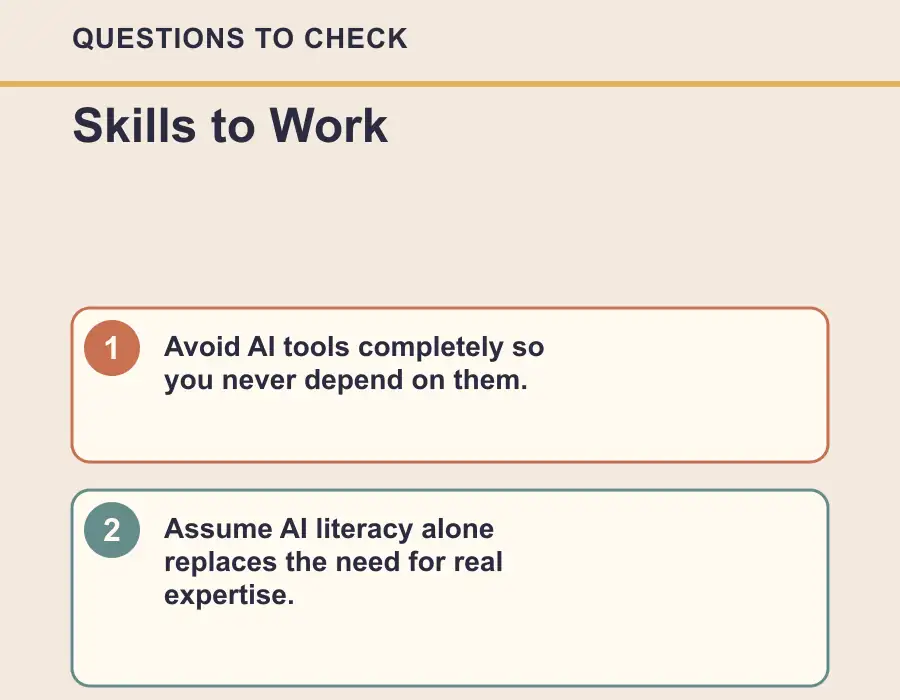 QUESTIONS TO CHECK
Skills to Work
1
Avoid AI tools completely so
you never depend on them.
2
Assume AI literacy alone
replaces the need for real
expertise.